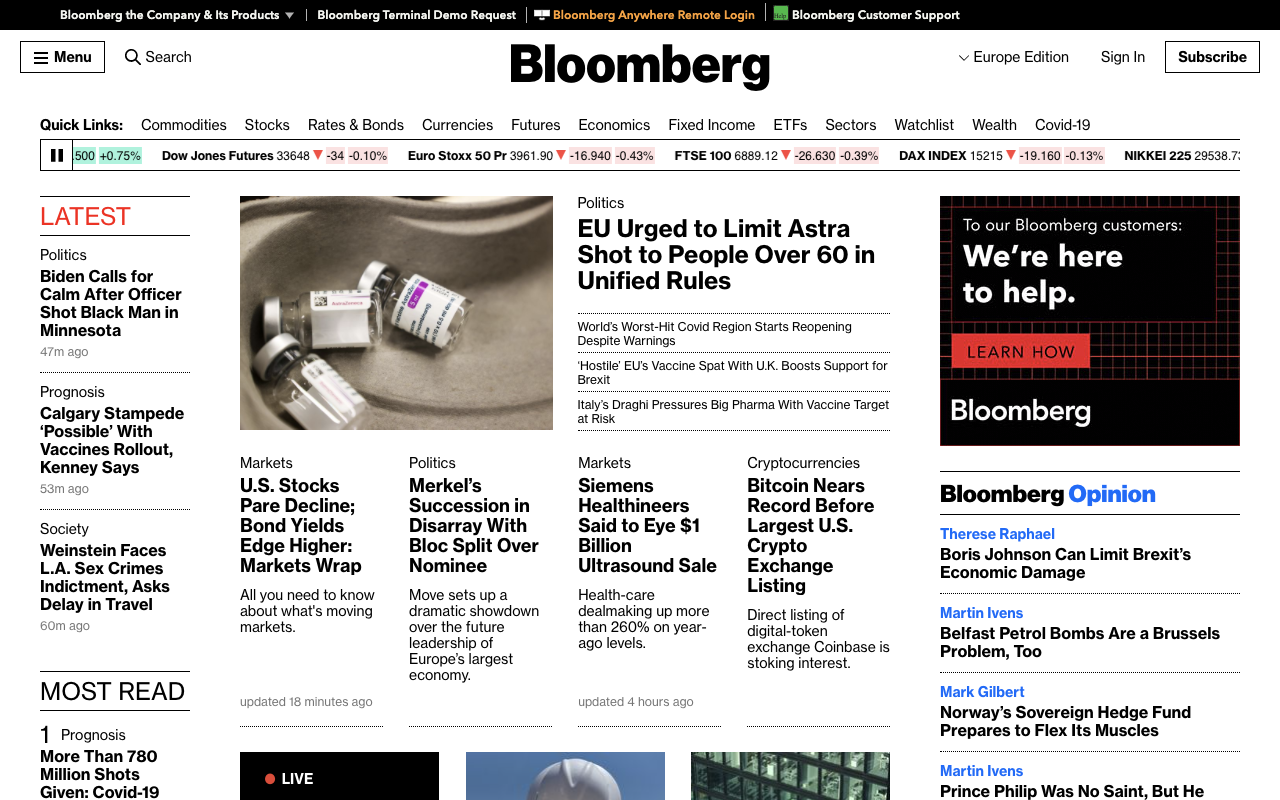 Bloomberg the Company & Its Products
Bloomberg Terminal Demo Request
Bloomberg Anywhere Remote Login
Help
Bloomberg Customer Support
Menu
Search
Bloomberg
Europe Edition
Sign In
Subscribe
Quick Links: Commodities Stocks Rates & Bonds Currencies Futures Economics Fixed Income ETFs Sectors Watchlist Wealth Covid-19
.500 +0.75% Dow Jones Futures 33648 -34 -0.10% Euro Stoxx 50 Pr 3961.90 -16.940 -0.43% FTSE 100 6889.12 -26.630 -0.39% DAX INDEX 15215 -19.160 -0.13% NIKKEI 225 29538.73
LATEST
Politics
Biden Calls for
Calm After Officer
Shot Black Man in
Minnesota
47m ago
Prognosis
Calgary Stampede
‘Possible’ With
Vaccines Rollout,
Kenney Says
53m ago
Society
Weinstein Faces
L.A. Sex Crimes
Indictment, Asks
Delay in Travel
60m ago
MOST READ
1 Prognosis
More Than 780
Million Shots
Given: Covid-19
AstraZeneca
Politics
EU Urged to Limit Astra
Shot to People Over 60 in
Unified Rules
World’s Worst-Hit Covid Region Starts Reopening
Despite Warnings
‘Hostile’ EU’s Vaccine Spat With U.K. Boosts Support for
Brexit
Italy’s Draghi Pressures Big Pharma With Vaccine Target
at Risk
Markets
U.S. Stocks
Pare Decline;
Bond Yields
Edge Higher:
Markets Wrap
All you need to know
about what's moving
markets.
updated 18 minutes ago
Politics
Merkel’s
Succession in
Disarray With
Bloc Split Over
Nominee
Move sets up a
dramatic showdown
over the future
leadership of
Europe’s largest
economy.
Markets
Siemens
Healthineers
Said to Eye $1
Billion
Ultrasound Sale
Health-care
dealmaking up more
than 260% on year-
ago levels.
updated 4 hours ago
Cryptocurrencies
Bitcoin Nears
Record Before
Largest U.S.
Crypto
Exchange
Listing
Direct listing of
digital-token
exchange Coinbase is
stoking interest.
LIVE
To our Bloomberg customers:
We’re here
to help.
LEARN HOW
Bloomberg
Bloomberg Opinion
Therese Raphael
Boris Johnson Can Limit Brexit’s
Economic Damage
Martin Ivens
Belfast Petrol Bombs Are a Brussels
Problem, Too
Mark Gilbert
Norway’s Sovereign Hedge Fund
Prepares to Flex Its Muscles
Martin Ivens
Prince Philip Was No Saint, But He